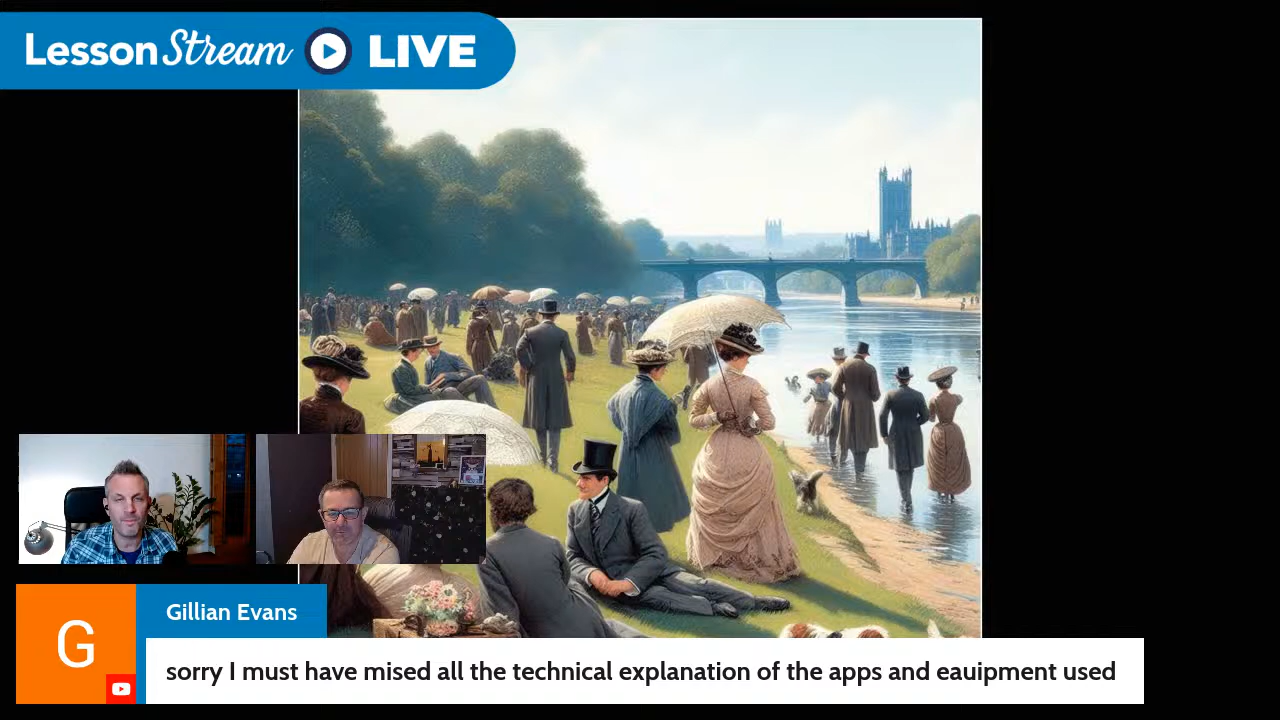 LessonStream LIVE
Gillian Evans
G
sorry I must have mised all the technical explanation of the apps and eauipment used